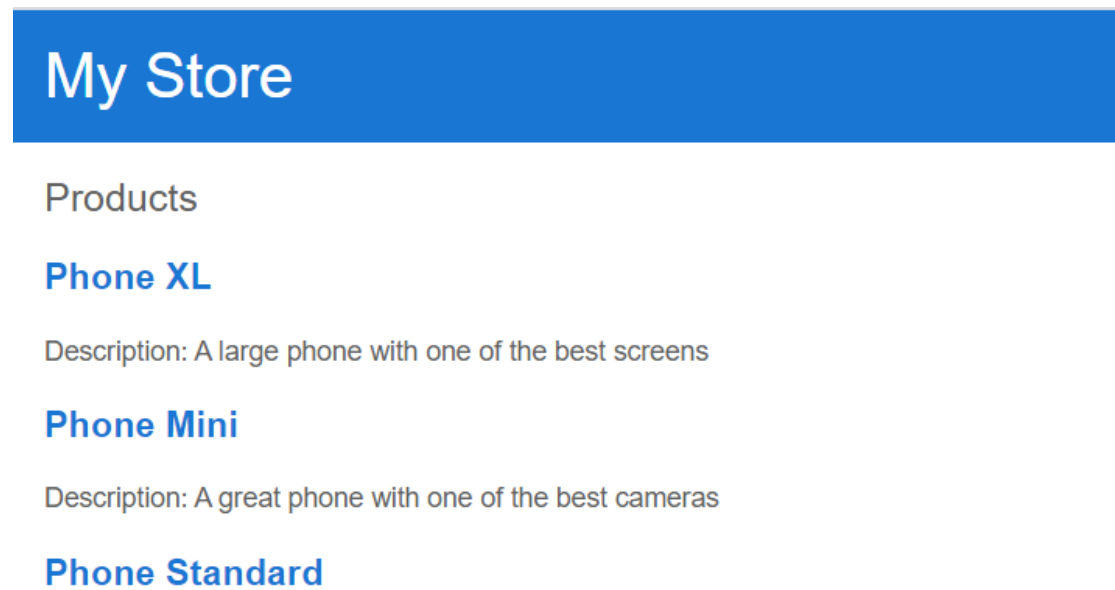 My Store
Products
Phone XL
Description: A large phone with one of the best screens
Phone Mini
Description: A great phone with one of the best cameras
Phone Standard